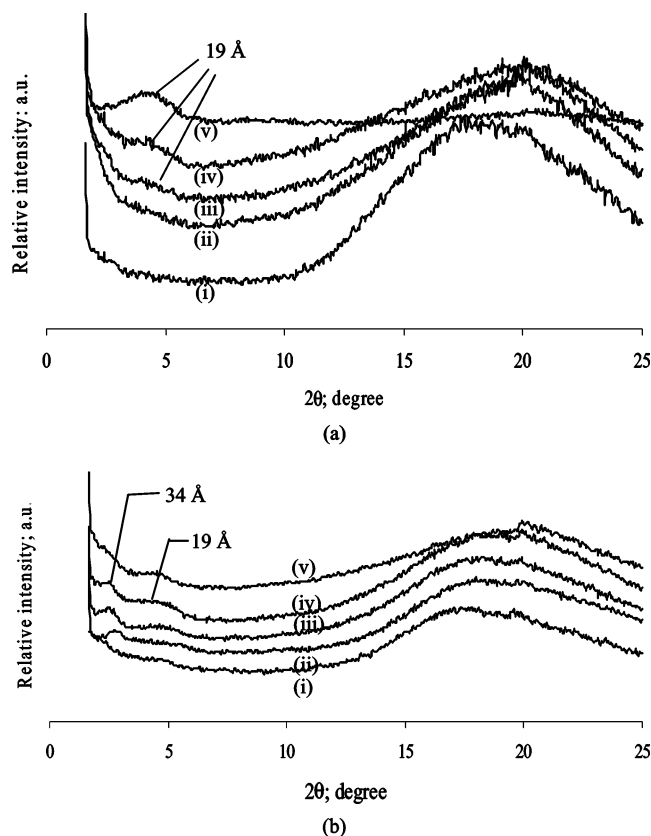 19 Å
Relative intensity; a.u.
(v)
(iv)
(iii)
(ii)
(i)
0 5 10 15 20 25
2θ; degree
(a)
34 Å
19 Å
Relative intensity; a.u.
(v)
(iv)
(iii)
(ii)
(i)
0 5 10 15 20 25
2θ; degree
(b)